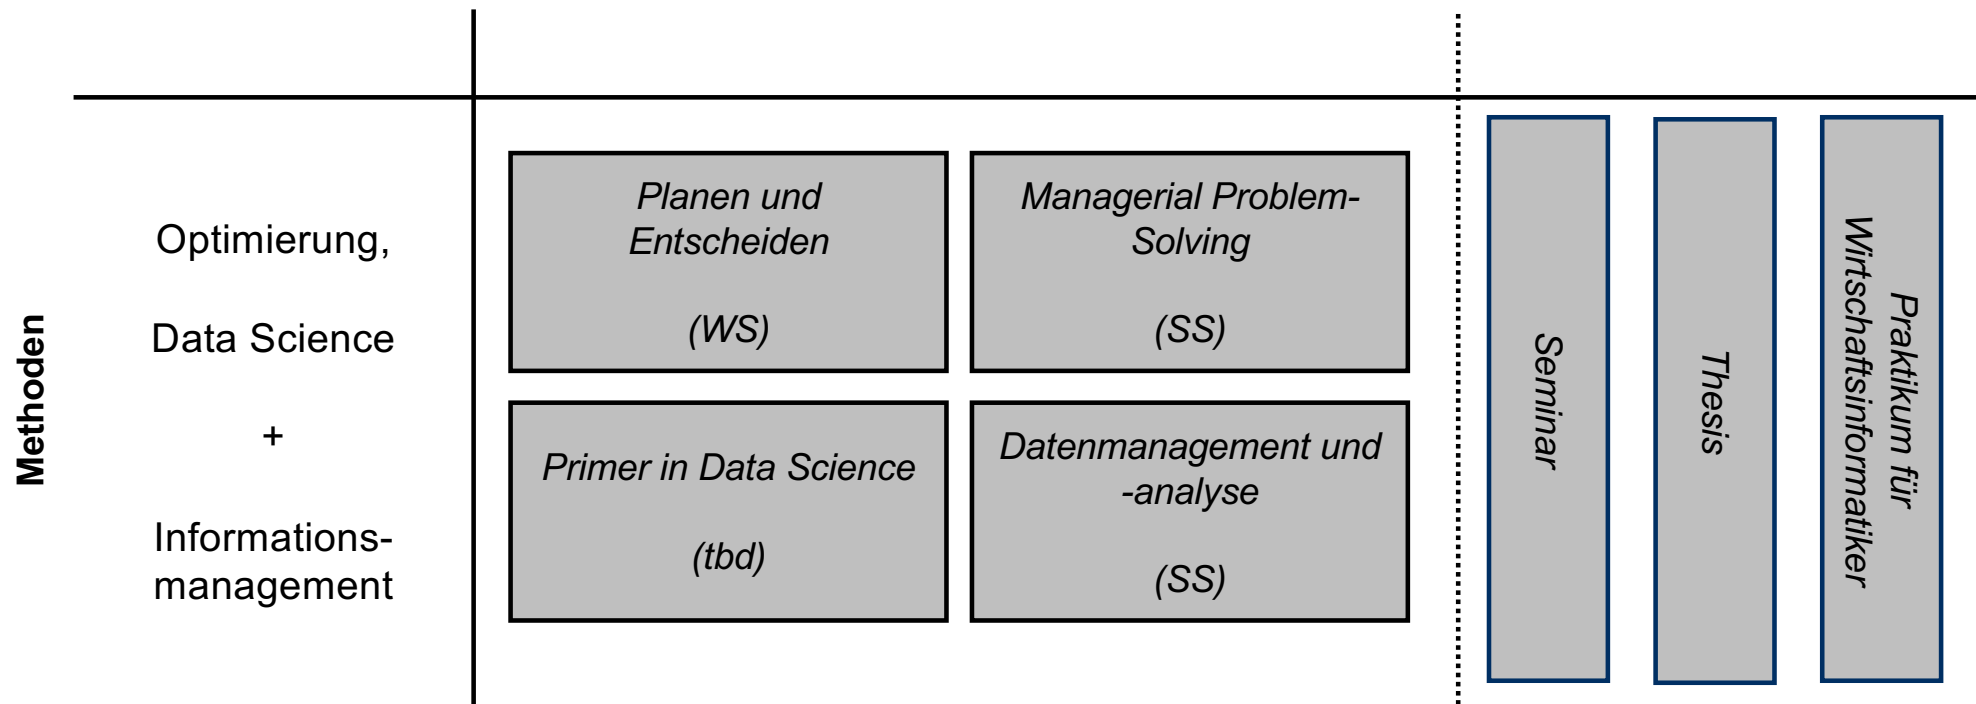 Methoden
Optimierung,
Data Science
+
Informations-
management
Planen und
Entscheiden
(WS)
Managerial Problem-
Solving
(SS)
Primer in Data Science
(tbd)
Datenmanagement und
-analyse
(SS)
Seminar
Thesis
Praktikum für
Wirtschaftsinformatiker